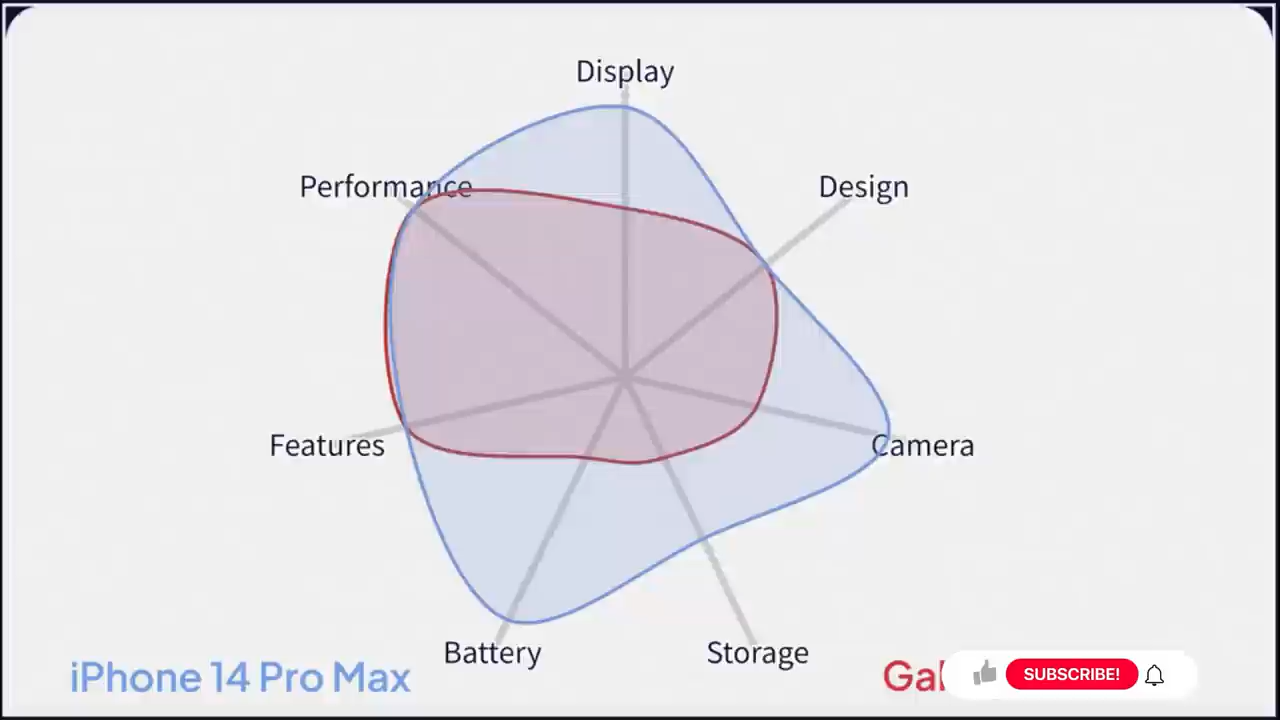 Display
Performance
Design
Features
Camera
Battery
Storage
iPhone 14 Pro Max
SUBSCRIBE!